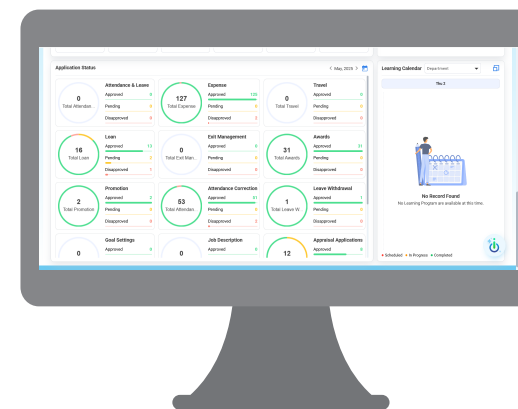 Application Status
< May, 2025 >
Learning Calendar
Department
Thu 3
Attendance & Leave
0
Total Attendan..
Approved 0
Pending 0
Disapproved 0
Expense
127
Total Expense
Approved 125
Pending 0
Disapproved 2
Travel
0
Total Travel
Approved 0
Pending 0
Disapproved 0
Loan
16
Total Loan
Approved 13
Pending
Disapproved 1
Exit Management
0
Total Exit Man..
Approved 0
Pending 0
Disapproved 0
Awards
31
Total Awards
Approved 31
Pending 0
Disapproved 0
Promotion
2
Total Promotion
Approved 2
Pending 0
Disapproved 0
Attendance Correction
53
Total Attendan
Approved 51
Pending 0
Disapproved 2
Leave Withdrawal
1
Total Leave W..
Approved 1
Pending 0
Disapproved 0
Goal Settings
0
Approved 0
Job Description
0
Approved 0
Appraisal Applications
12
Approved
No Record Found
No Learning Program are available at this time.
Scheduled In Progress Completed